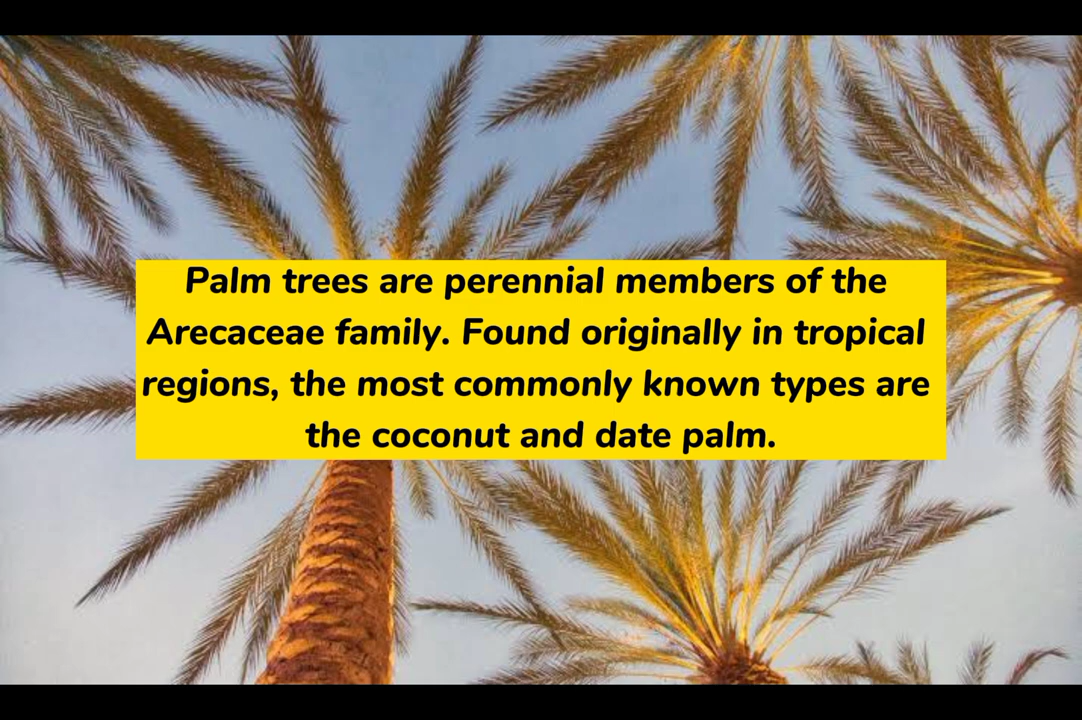 Palm trees are perennial members of the
Arecaceae family. Found originally in tropical
regions, the most commonly known types are
the coconut and date palm.